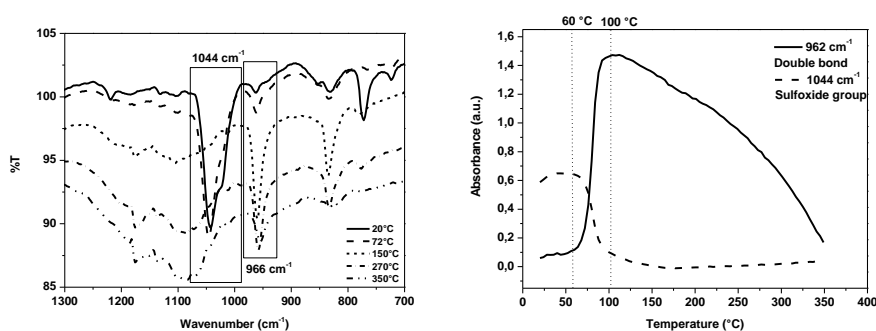 105
100
95
90
85
%T
1300
1200
1100
1000
900
800
700
Wavenumber (cm⁻¹)
1044 cm⁻¹
966 cm⁻¹
20°C
72°C
150°C
270°C
350°C
60 °C
100 °C
1,6
1,4
1,2
1,0
0,8
0,6
0,4
0,2
0,0
Absorbance (a.u.)
0
50
100
150
200
250
300
350
400
Temperature (°C)
962 cm⁻¹
Double bond
1044 cm⁻¹
Sulfoxide group